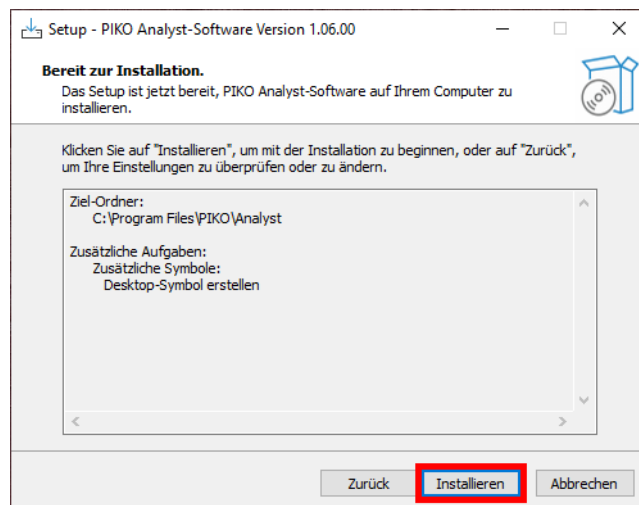 Setup - PIKO Analyst-Software Version 1.06.00
Bereit zur Installation.
Das Setup ist jetzt bereit, PIKO Analyst-Software auf Ihrem Computer zu
installieren.
Klicken Sie auf "Installieren", um mit der Installation zu beginnen, oder auf "Zurück",
um Ihre Einstellungen zu überprüfen oder zu ändern.
Ziel-Ordner:
C:\Program Files\PIKO\Analyst
Zusätzliche Aufgaben:
Zusätzliche Symbole:
Desktop-Symbol erstellen
Zurück Installieren Abbrechen